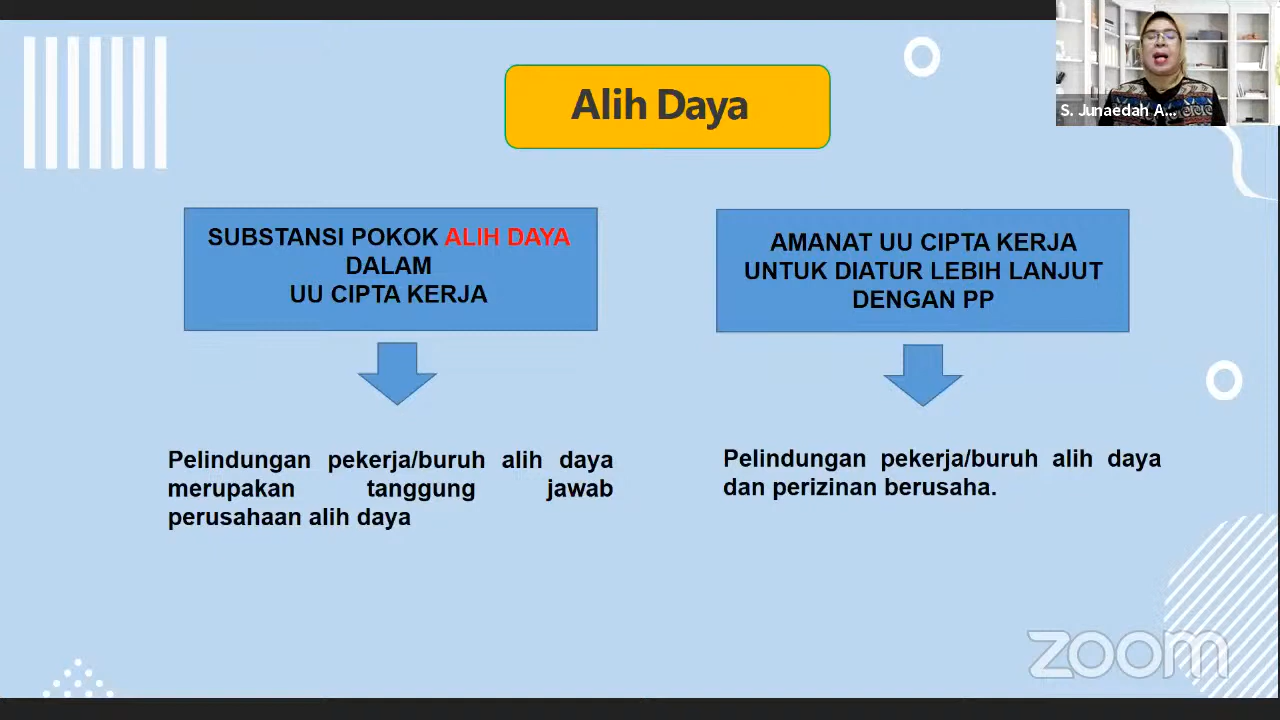 Alih Daya
S. Junaedah A...
SUBSTANSI POKOK ALIH DAYA
DALAM
UU CIPTA KERJA
AMANAT UU CIPTA KERJA
UNTUK DIATUR LEBIH LANJUT
DENGAN PP
Pelindungan pekerja/buruh alih daya
merupakan tanggung jawab
perusahaan alih daya
Pelindungan pekerja/buruh alih daya
dan perizinan berusaha.
zoom